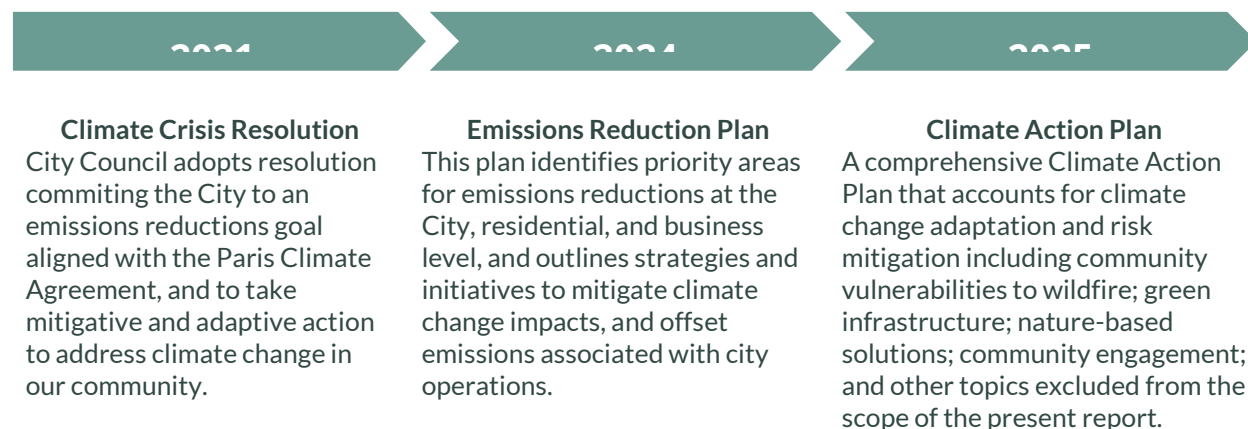 2021
2024
2025
Climate Crisis Resolution
City Council adopts resolution
commiting the City to an
emissions reductions goal
aligned with the Paris Climate
Agreement, and to take
mitigative and adaptive action
to address climate change in
our community.
Emissions Reduction Plan
This plan identifies priority areas
for emissions reductions at the
City, residential, and business
level, and outlines strategies and
initiatives to mitigate climate
change impacts, and offset
emissions associated with city
operations.
Climate Action Plan
A comprehensive Climate Action
Plan that accounts for climate
change adaptation and risk
mitigation including community
vulnerabilities to wildfire; green
infrastructure; nature-based
solutions; community engagement;
and other topics excluded from the
scope of the present report.